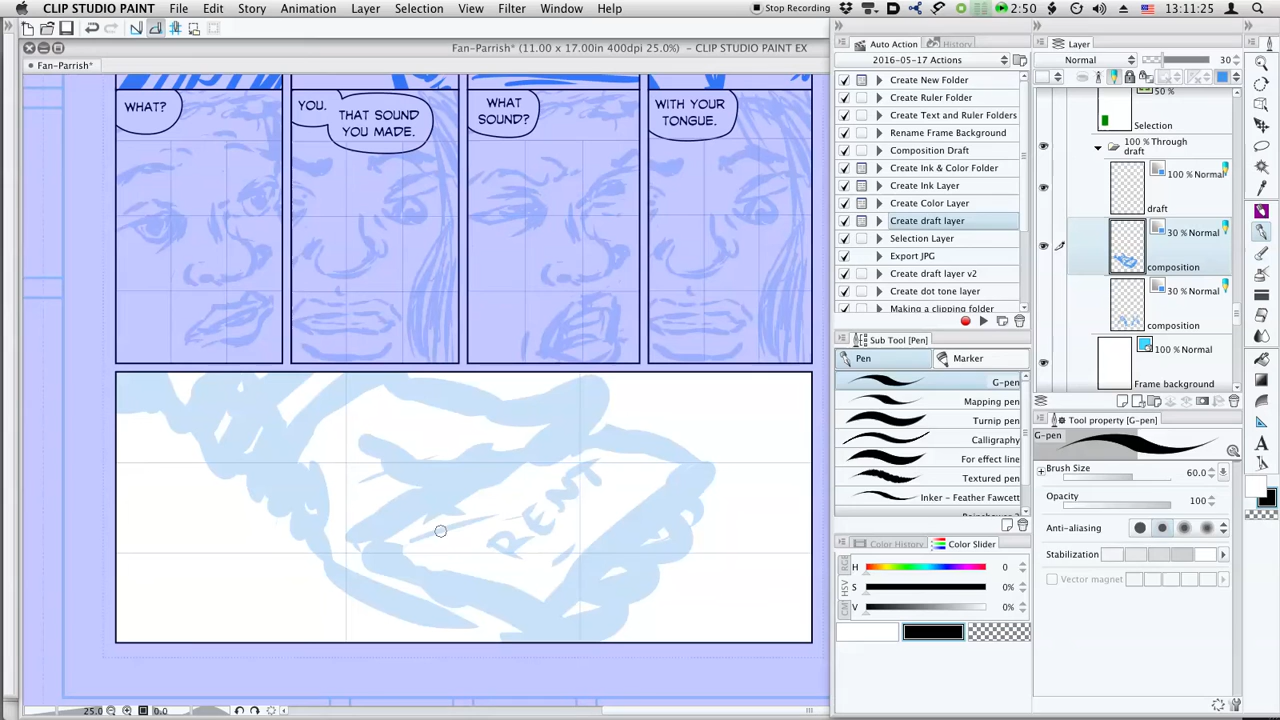 CLIP STUDIO PAINT File Edit Story Animation Layer Selection View Filter Window Help Stop Recording 2:50 13:11:25
Fan-Parrish* (11.00 x 17.00in 400dpi 25.0%) - CLIP STUDIO PAINT EX
Fan-Parrish*
WHAT?
YOU.
THAT SOUND
YOU MADE.
WHAT
SOUND?
WITH YOUR
TONGUE.
25.0
0.0
Auto Action History
2016-05-17 Actions
Create New Folder
Create Ruler Folder
Create Text and Ruler Folders
Rename Frame Background
Composition Draft
Create Ink & Color Folder
Create Ink Layer
Create Color Layer
Create draft layer
Selection Layer
Export JPG
Create draft layer v2
Create dot tone layer
Making a clipping folder
Sub Tool [Pen]
Pen Marker
G-pen
Mapping pen
Turnip pen
Calligraphy
For effect line
Textured pen
Inker - Feather Fawcett
Color History Color Slider
H 0
S 0%
V 0%
Layer
Normal 30
50 %
Selection
100 % Through
draft
100 % Normal
draft
30 % Normal
composition
30 % Normal
composition
100 % Normal
Frame background
Tool property [G-pen]
G-pen
Brush Size 60.0
Opacity 100
Anti-aliasing
Stabilization
Vector magnet